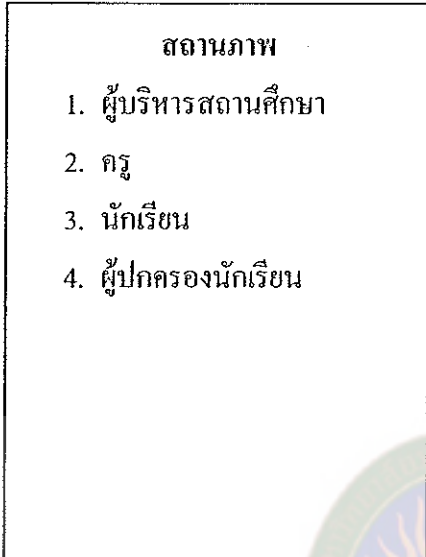 สถานภาพ
1. ผู้บริหารสถานศึกษา
2. ครู
3. นักเรียน
4. ผู้ปกครองนักเรียน